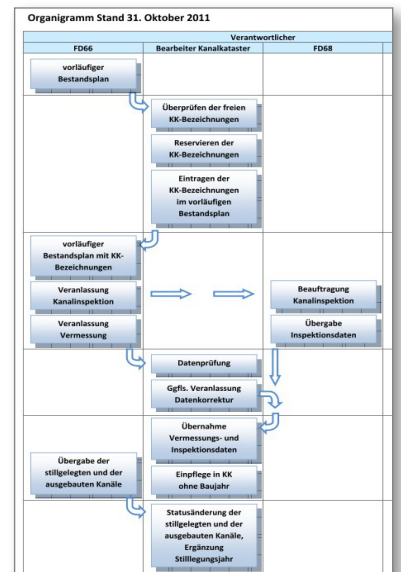 Organigramm Stand 31. Oktober 2011
Verantwortlicher
FD66
Bearbeiter Kanalkataster
FD68
vorläufiger
Bestandsplan
Überprüfen der freien
KK-Bezeichnungen
Reservieren der
KK-Bezeichnungen
Eintragen der
KK-Bezeichnungen
im vorläufigen
Bestandsplan
vorläufiger
Bestandsplan mit KK-
Bezeichnungen
Veranlassung
Kanalinspektion
Beauftragung
Kanalinspektion
Veranlassung
Vermessung
Übergabe
Inspektionsdaten
Datenprüfung
Ggfls. Veranlassung
Datenkorrektur
Übernahme
Vermessungs- und
Inspektionsdaten
Übergabe der
stillgelegten und der
ausgebauten Kanäle
Einpflege in KK
ohne Baujahr
Statusänderung der
stillgelegten und der
ausgebauten Kanäle,
Ergänzung
Stilllegungsjahr